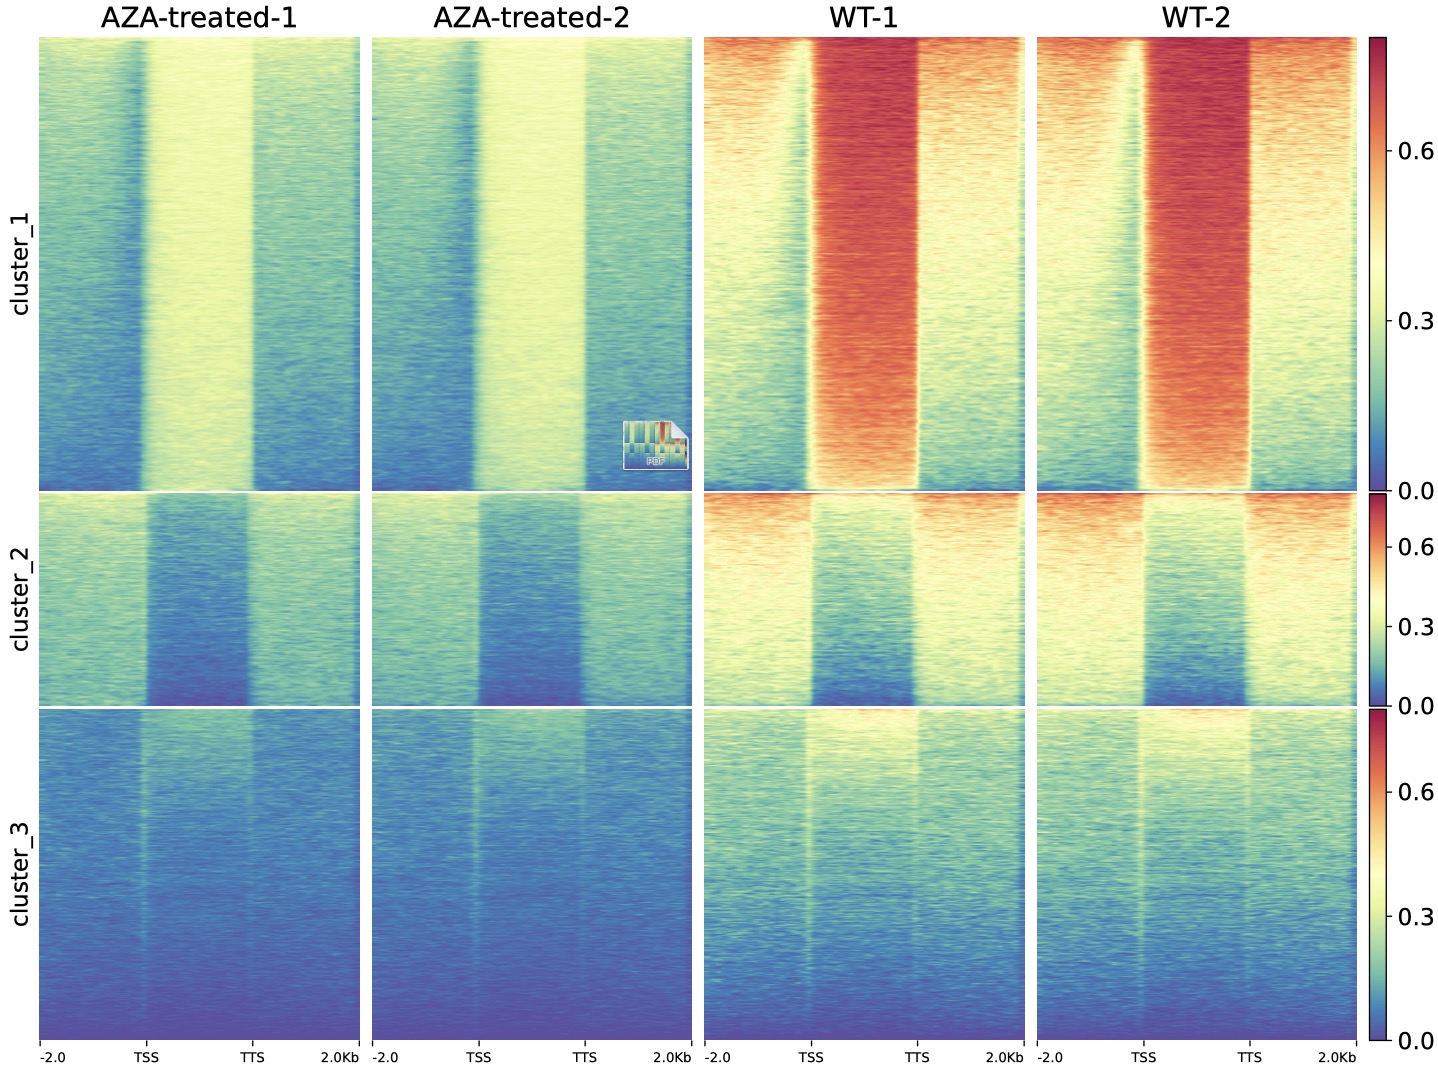 AZA-treated-1 AZA-treated-2 WT-1 WT-2
cluster_1
0.6
0.3
PDF
0.0
cluster_2
0.6
0.3
0.0
cluster_3
0.6
0.3
0.0
-2.0 TSS TTS 2.0Kb -2.0 TSS TTS 2.0Kb -2.0 TSS TTS 2.0Kb -2.0 TSS TTS 2.0Kb